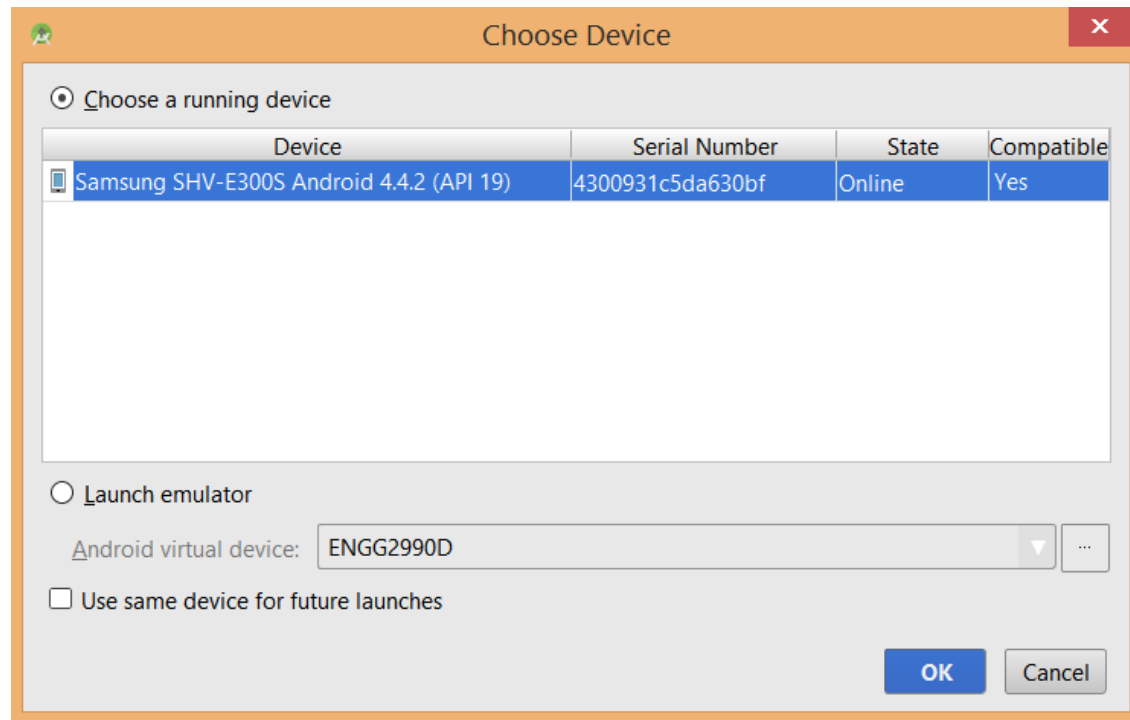 Choose Device
Choose a running device
Device Serial Number State Compatible
Samsung SHV-E300S Android 4.4.2 (API 19) 4300931c5da630bf Online Yes
Launch emulator
Android virtual device: ENGG2990D ...
Use same device for future launches
OK Cancel